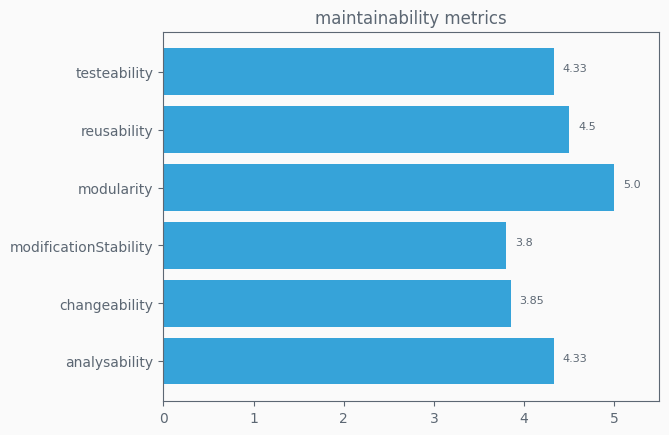 maintainability metrics
testeability
4.33
reusability
4.5
modularity
5.0
modificationStability
3.8
changeability
3.85
analysability
4.33
0 1 2 3 4 5